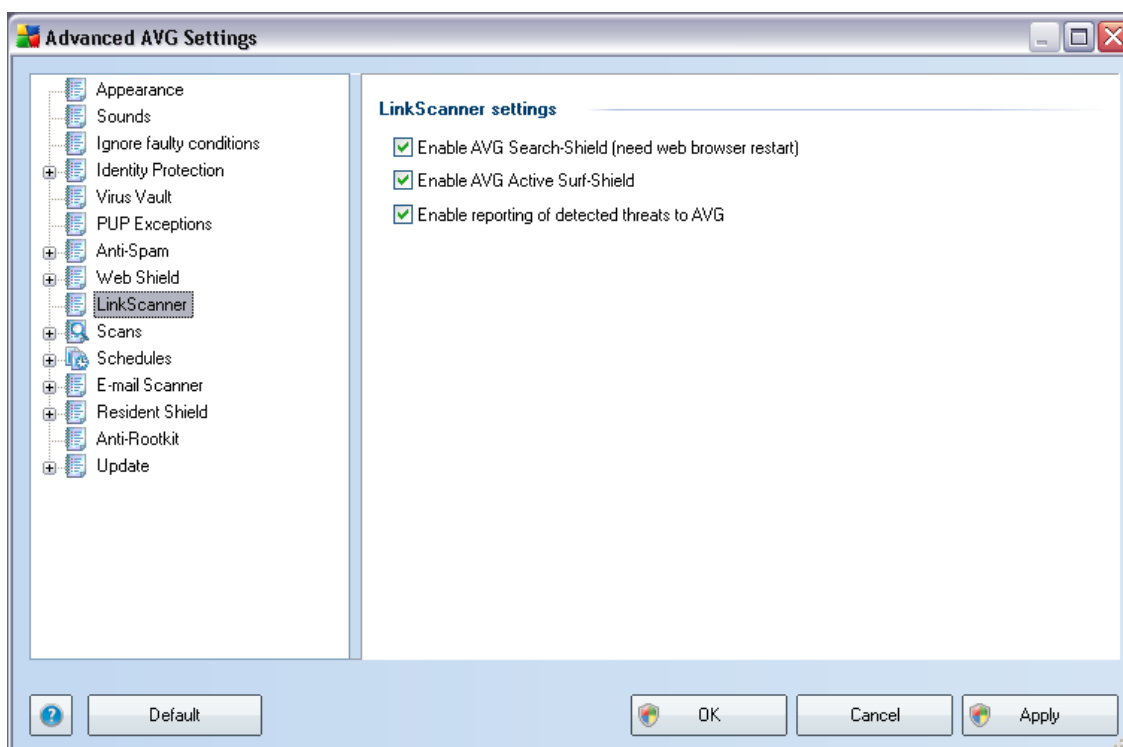 Advanced AVG Settings
Appearance
Sounds
Ignore faulty conditions
Identity Protection
Virus Vault
PUP Exceptions
Anti-Spam
Web Shield
LinkScanner
Scans
Schedules
E-mail Scanner
Resident Shield
Anti-Rootkit
Update
LinkScanner settings
Enable AVG Search-Shield (need web browser restart)
Enable AVG Active Surf-Shield
Enable reporting of detected threats to AVG
? Default OK Cancel Apply